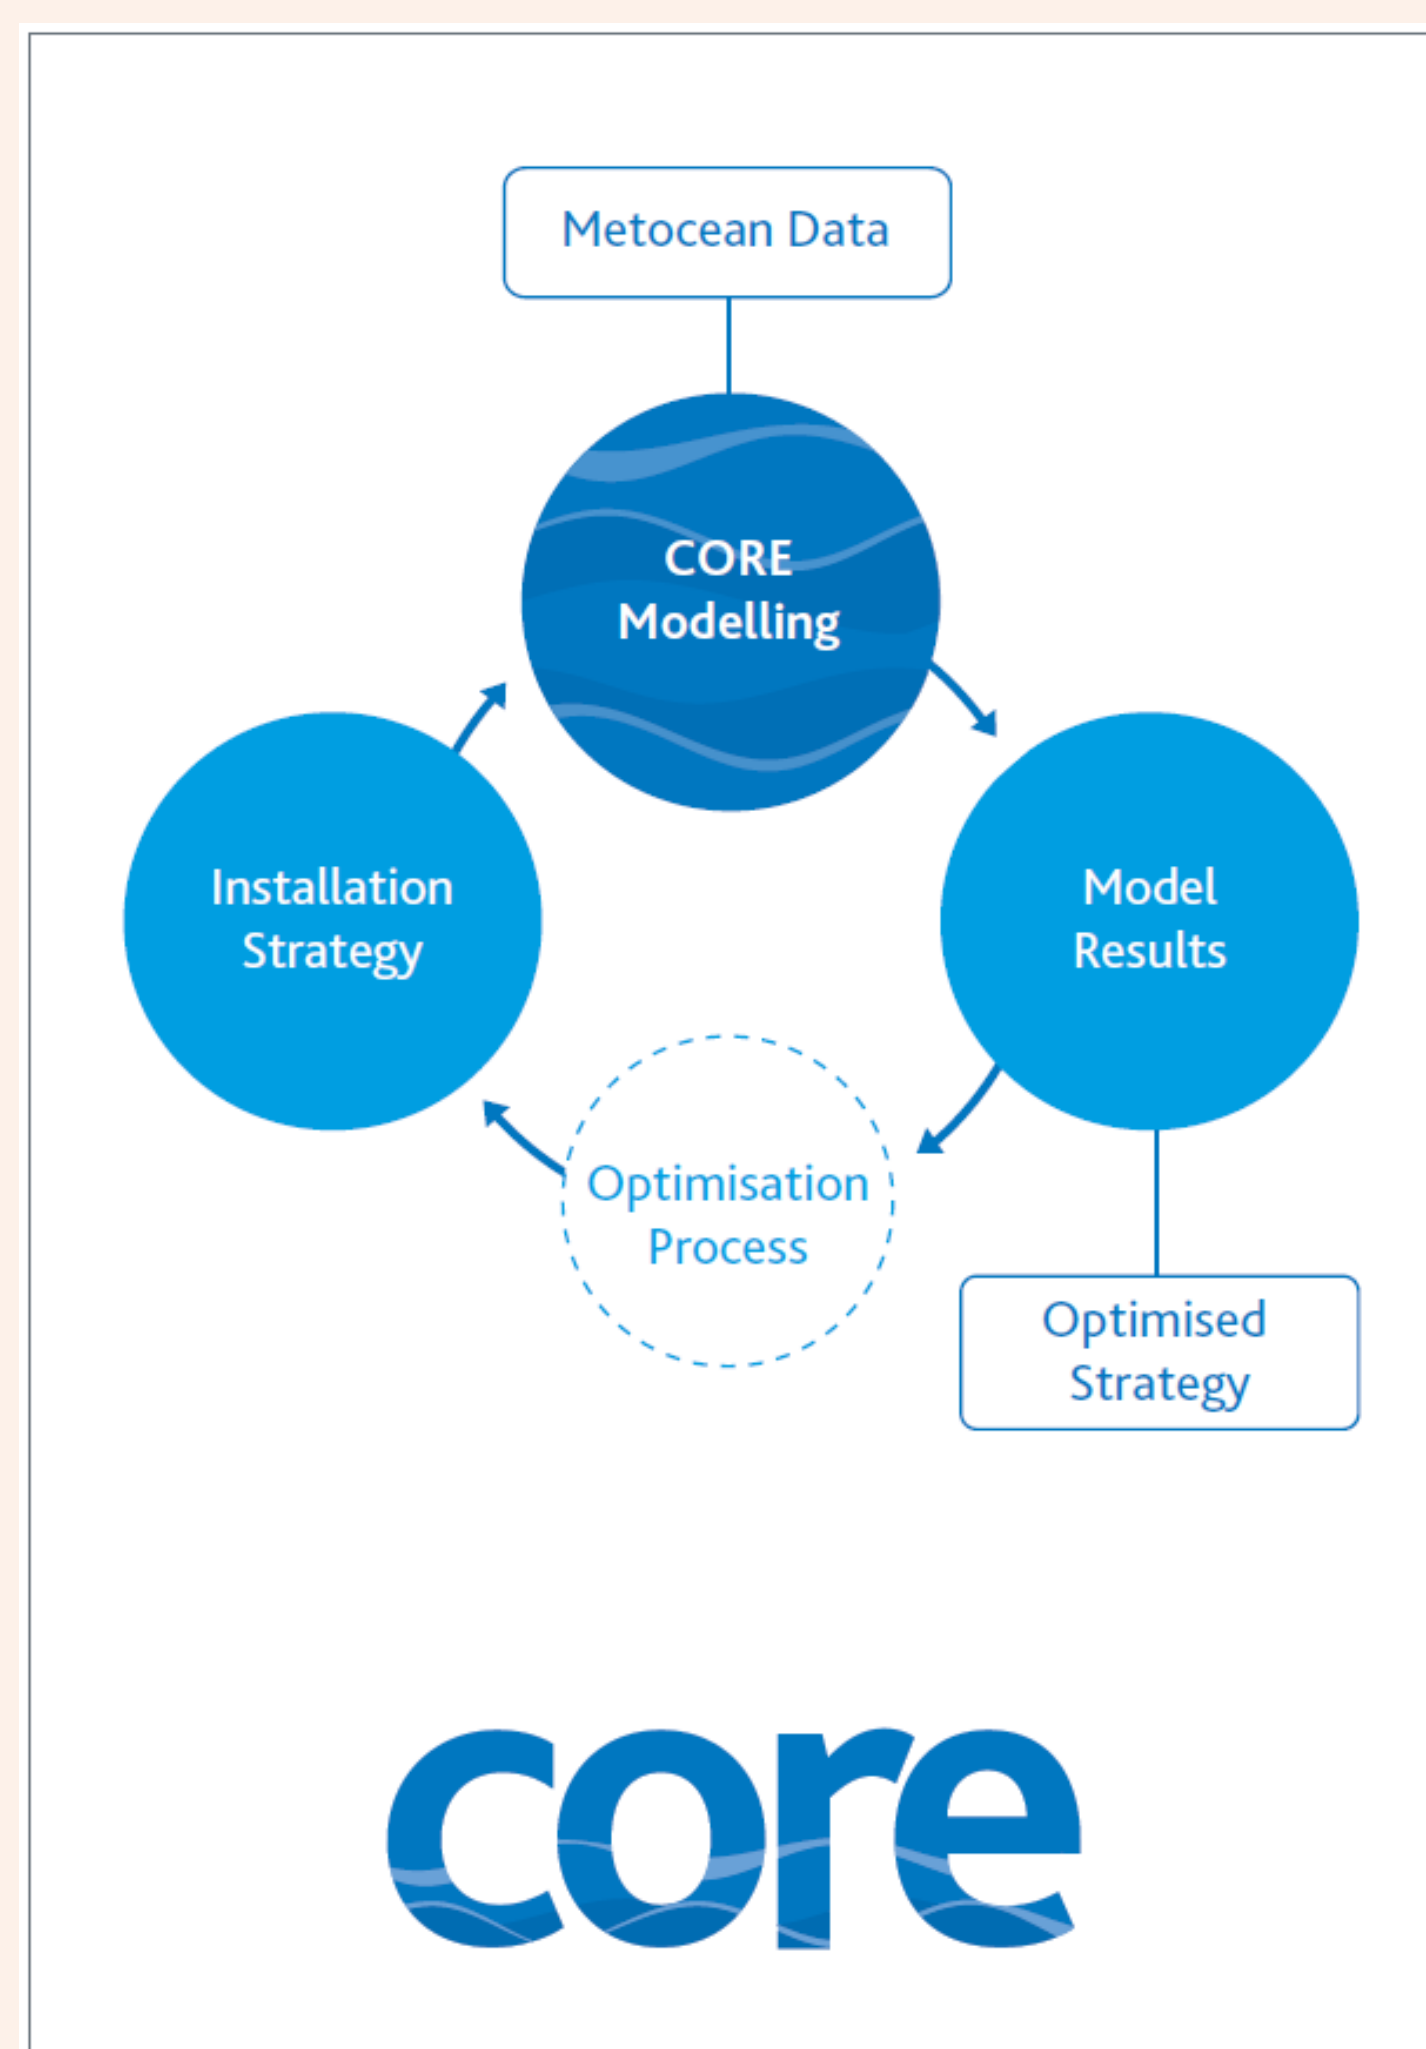 Metocean Data
CORE
Modelling
Installation
Strategy
Model
Results
Optimisation
Process
Optimised
Strategy
core